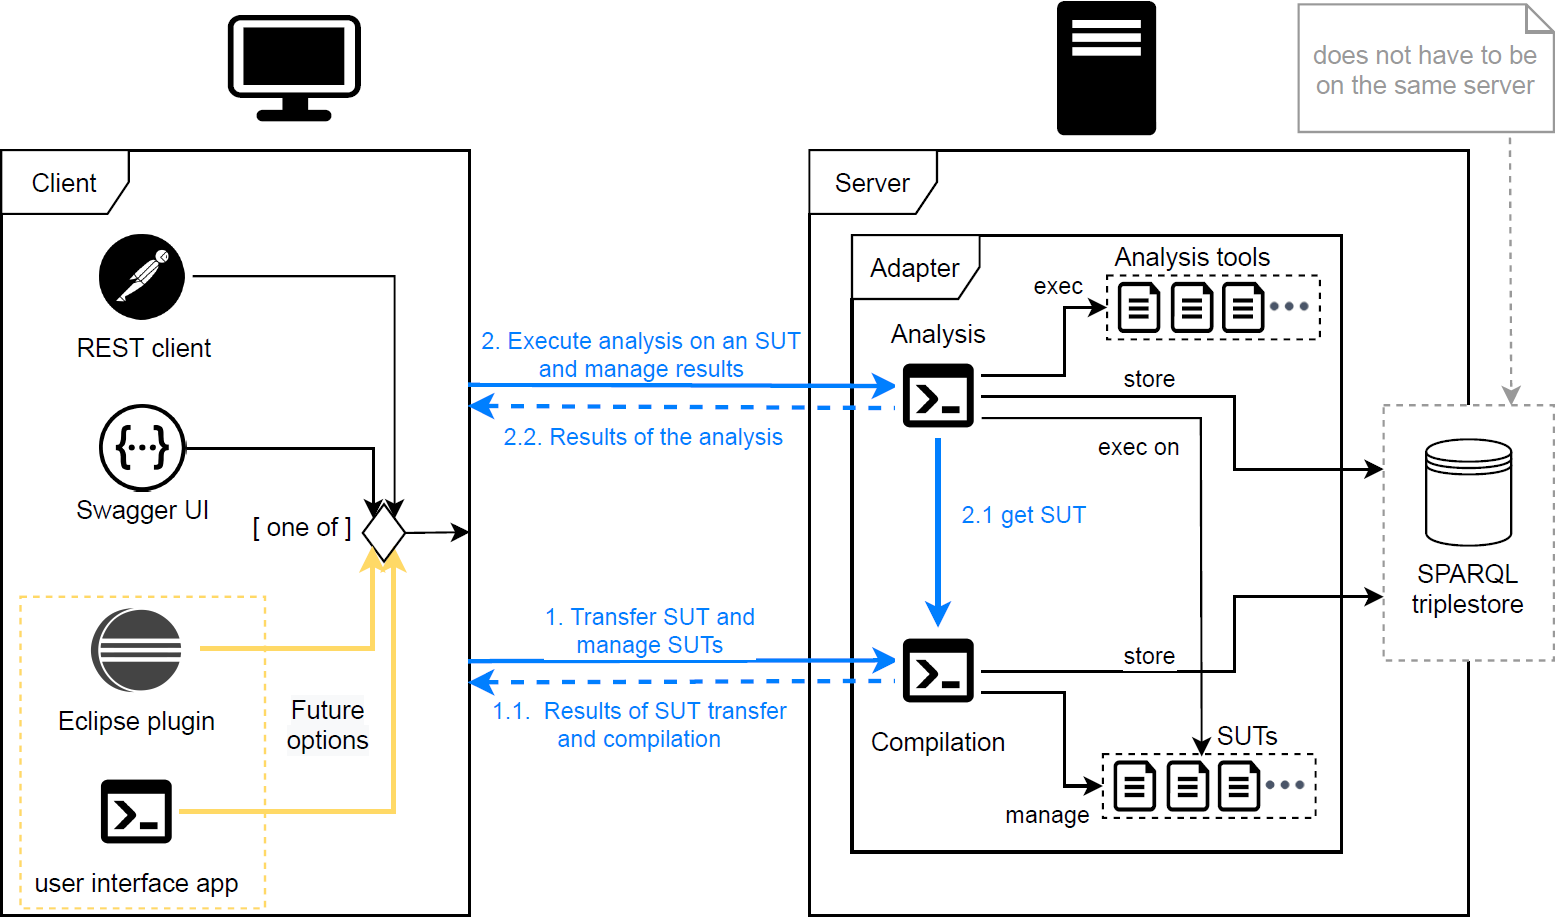 does not have to be
on the same server
Client
Server
REST client
Swagger UI
[ one of ]
Eclipse plugin
Future
options
user interface app
2. Execute analysis on an SUT
and manage results
2.2. Results of the analysis
1. Transfer SUT and
manage SUTs
1.1. Results of SUT transfer
and compilation
Adapter
Analysis tools
exec
Analysis
store
exec on
2.1 get SUT
store
Compilation
SUTs
manage
SPARQL
triplestore